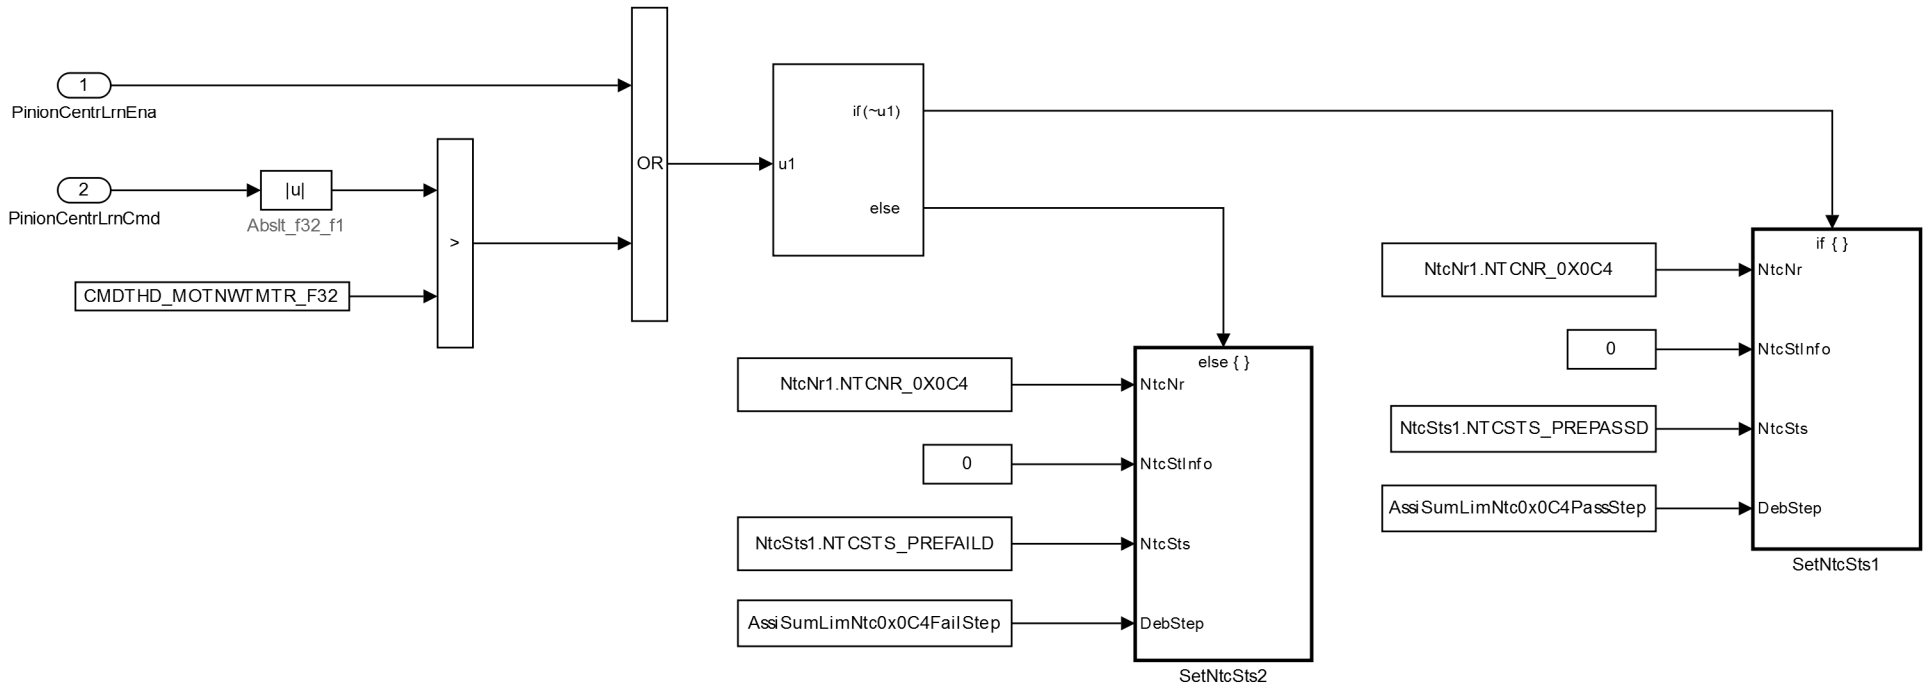 1
PinionCentrLrnEna
2
PinionCentrLrnCmd
|u|
Abslt_f32_f1
CMDTHD_MOTNWTMTR_F32
>
OR
u1
if(~u1)
else
if { }
NtcNr1.NTCNR_0X0C4
NtcNr
0
NtcStInfo
NtcSts1.NTCSTS_PREPASSD
NtcSts
AssiSumLimNtc0x0C4PassStep
DebStep
SetNtcSts1
else { }
NtcNr1.NTCNR_0X0C4
NtcNr
0
NtcStInfo
NtcSts1.NTCSTS_PREFAILD
NtcSts
AssiSumLimNtc0x0C4FailStep
DebStep
SetNtcSts2